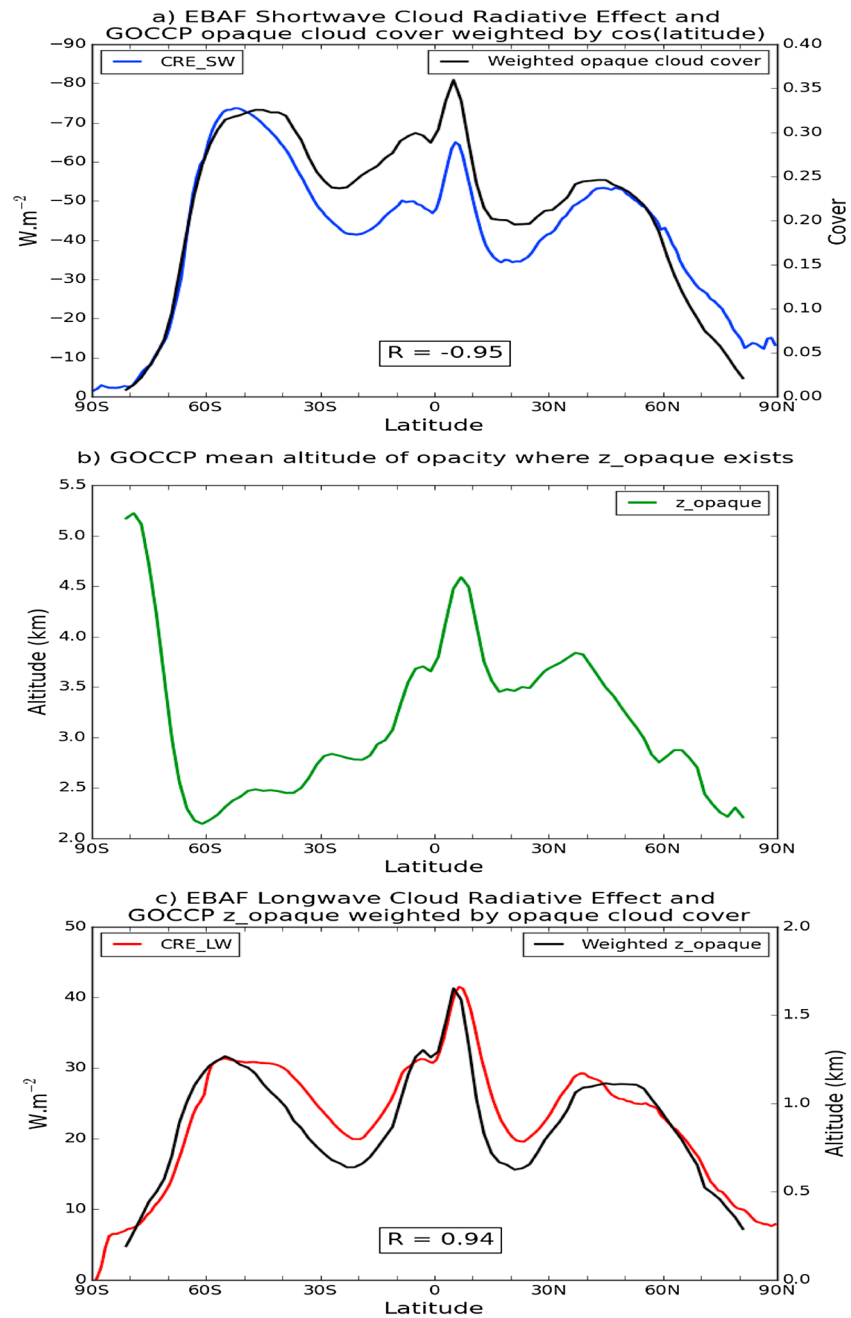 a) EBAF Shortwave Cloud Radiative Effect and
GOCCP opaque cloud cover weighted by cos(latitude)
−90
−80
−70
−60
−50
−40
−30
−20
−10
0
W.m⁻²
CRE_SW
Weighted opaque cloud cover
0.40
0.35
0.30
0.25
0.20
0.15
0.10
0.05
0.00
Cover
R = -0.95
90S 60S 30S 0 30N 60N 90N
Latitude
b) GOCCP mean altitude of opacity where z_opaque exists
5.5
5.0
4.5
4.0
3.5
3.0
2.5
2.0
Altitude (km)
z_opaque
90S 60S 30S 0 30N 60N 90N
Latitude
c) EBAF Longwave Cloud Radiative Effect and
GOCCP z_opaque weighted by opaque cloud cover
50
40
30
20
10
0
W.m⁻²
CRE_LW
Weighted z_opaque
2.0
1.5
1.0
0.5
0.0
Altitude (km)
R = 0.94
90S 60S 30S 0 30N 60N 90N
Latitude